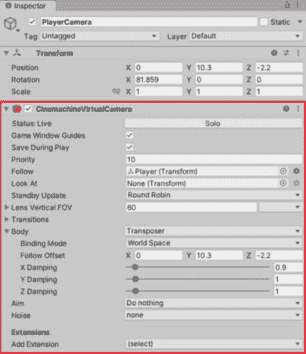 Inspector
PlayerCamera Static
Tag Untagged Layer Default
Transform
Position X 0 Y 10.3 Z -2.2
Rotation X 81.859 Y 0 Z 0
Scale X 1 Y 1 Z 1
CinemachineVirtualCamera
Status: Live Solo
Game Window Guides
Save During Play
Priority 10
Follow Player (Transform)
Look At None (Transform)
Standby Update Round Robin
Lens Vertical FOV 60
Transitions
Body Transposer
Binding Mode World Space
Follow Offset X 0 Y 10.3 Z -2.2
X Damping 0.9
Y Damping 1
Z Damping 1
Aim Do nothing
Noise none
Extensions
Add Extension (select)